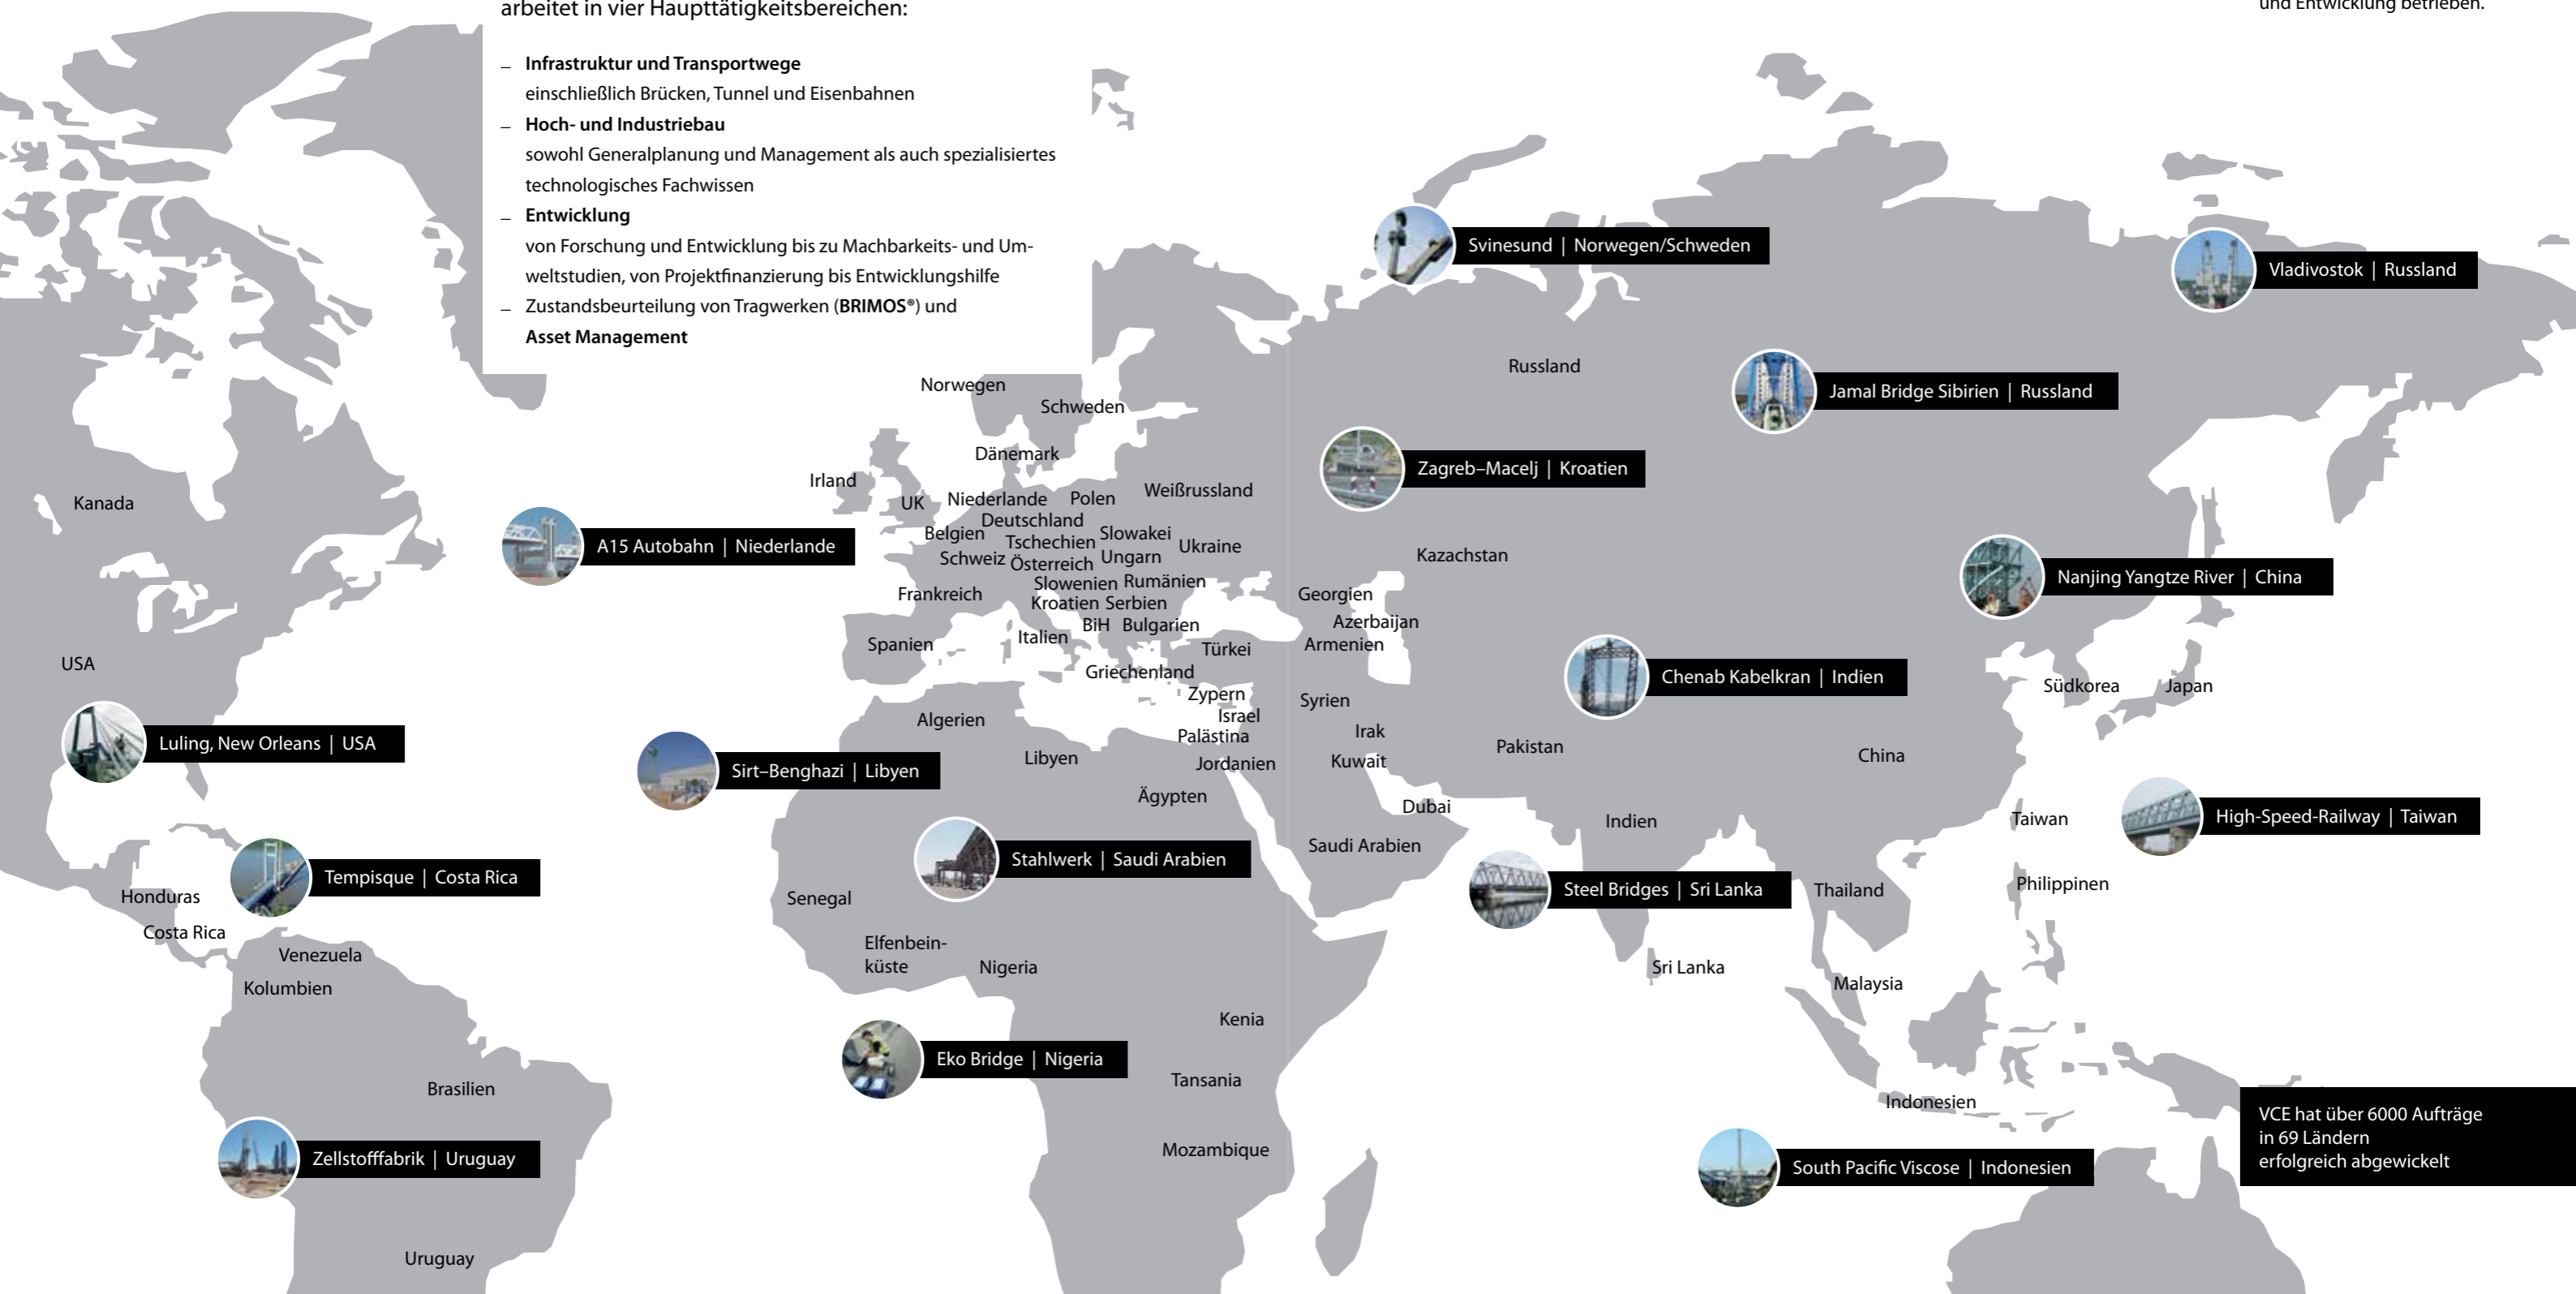 arbeitet in vier Haupttätigkeitsbereichen:
und Entwicklung betrieben.
– Infrastruktur und Transportwege
einschließlich Brücken, Tunnel und Eisenbahnen
– Hoch- und Industriebau
sowohl Generalplanung und Management als auch spezialisiertes
technologisches Fachwissen
– Entwicklung
von Forschung und Entwicklung bis zu Machbarkeits- und Um-
weltstudien, von Projektfinanzierung bis Entwicklungshilfe
– Zustandsbeurteilung von Tragwerken (BRIMOS®) und
Asset Management
Svinesund | Norwegen/Schweden
Vladivostok | Russland
Russland
Jamal Bridge Sibirien | Russland
Norwegen
Schweden
Dänemark
Zagreb–Macelj | Kroatien
Irland
UK
Niederlande
Polen
Weißrussland
Kanada
Deutschland
Belgien
Tschechien
Slowakei
Ukraine
A15 Autobahn | Niederlande
Schweiz
Österreich
Ungarn
Kazachstan
Nanjing Yangtze River | China
Slowenien
Rumänien
Frankreich
Kroatien
Serbien
Georgien
BiH
Bulgarien
Azerbaijan
Italien
Spanien
Türkei
Armenien
USA
Griechenland
Chenab Kabelkran | Indien
Südkorea
Japan
Zypern
Syrien
Israel
Algerien
Palästina
Irak
Luling, New Orleans | USA
Pakistan
China
Libyen
Jordanien
Kuwait
Sirt–Benghazi | Libyen
Ägypten
Dubai
Indien
Taiwan
High-Speed-Railway | Taiwan
Saudi Arabien
Stahlwerk | Saudi Arabien
Tempisque | Costa Rica
Steel Bridges | Sri Lanka
Thailand
Philippinen
Honduras
Senegal
Costa Rica
Elfenbein-
küste
Venezuela
Nigeria
Sri Lanka
Kolumbien
Malaysia
Kenia
Eko Bridge | Nigeria
Tansania
Brasilien
Indonesien
VCE hat über 6000 Aufträge
in 69 Ländern
erfolgreich abgewickelt
Mozambique
Zellstofffabrik | Uruguay
South Pacific Viscose | Indonesien
Uruguay